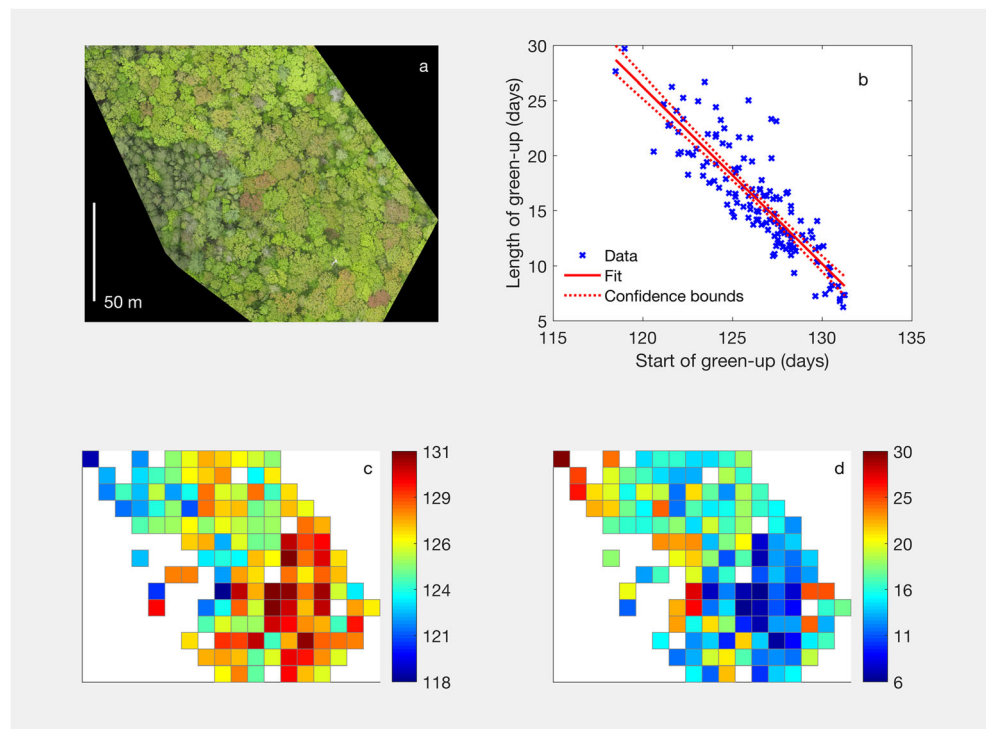 a
50 m
b
Length of green-up (days)
30
25
20
15
10
5
Data
Fit
Confidence bounds
115
120
125
130
135
Start of green-up (days)
c
131
129
126
124
121
118
d
30
25
20
16
11
6